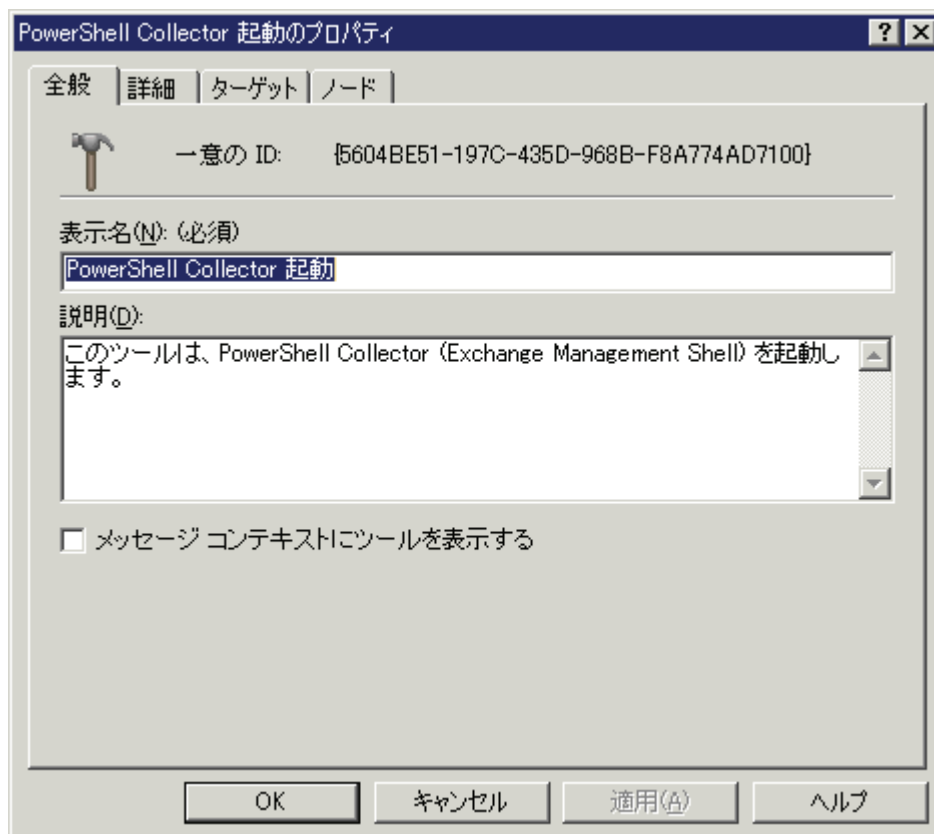 PowerShell Collector 起動のプロパティ
全般 詳細 ターゲット ノード
一意の ID: {5604BE51-197C-435D-968B-F8A774AD7100}
表示名(N): (必須)
PowerShell Collector 起動
説明(D):
このツールは、PowerShell Collector (Exchange Management Shell) を起動し
ます。
メッセージ コンテキストにツールを表示する
OK キャンセル 適用(A) ヘルプ